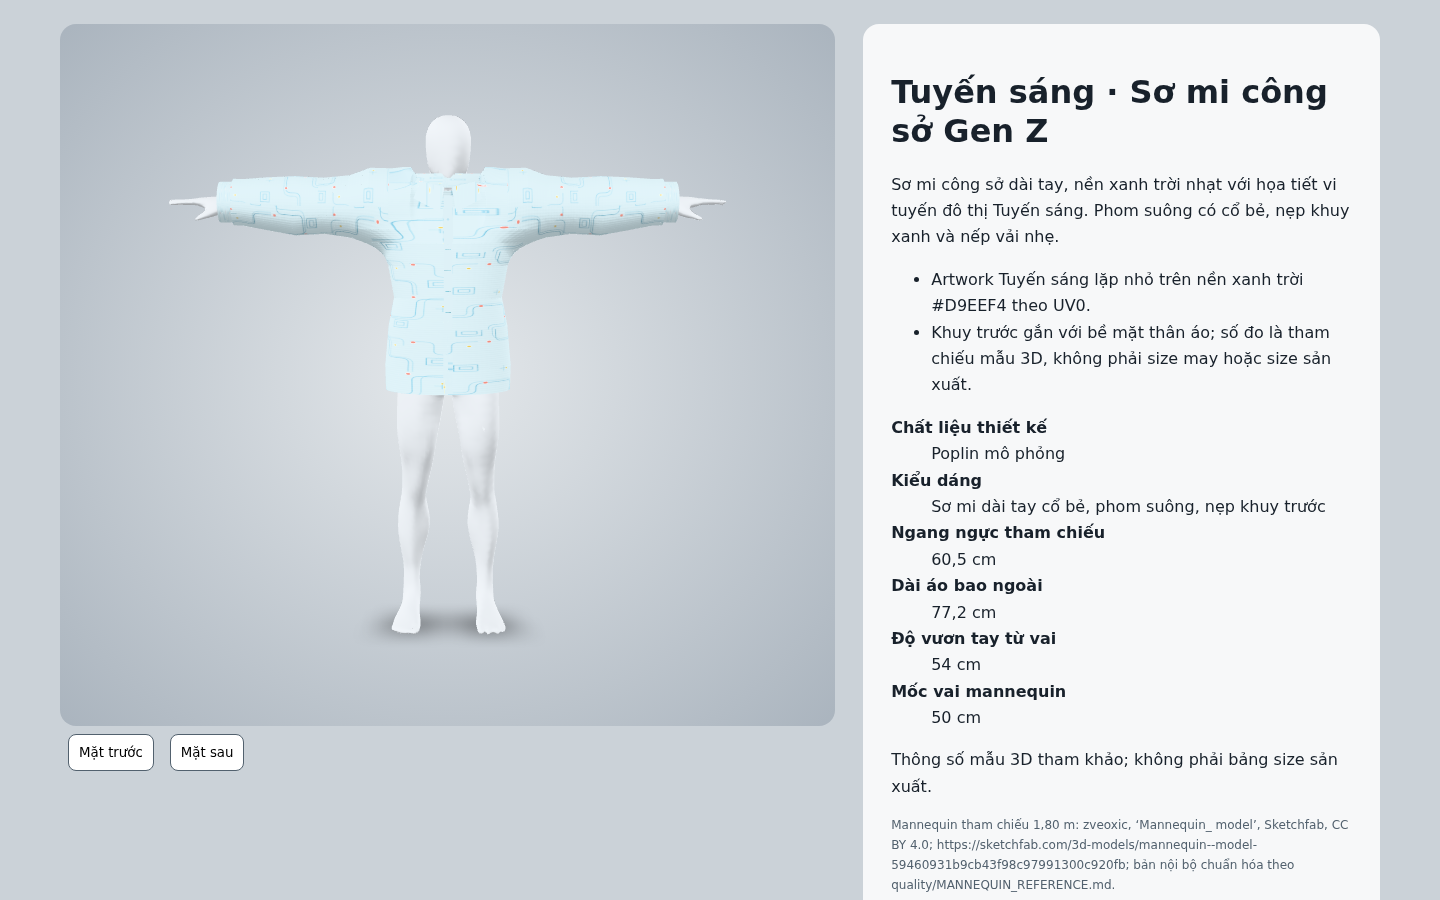 Tuyến sáng · Sơ mi công
sở Gen Z
Sơ mi công sở dài tay, nền xanh trời nhạt với họa tiết vi
tuyến đô thị Tuyến sáng. Phom suông có cổ bẻ, nẹp khuy
xanh và nếp vải nhẹ.
• Artwork Tuyến sáng lặp nhỏ trên nền xanh trời
#D9EEF4 theo UV0.
• Khuy trước gắn với bề mặt thân áo; số đo là tham
chiếu mẫu 3D, không phải size may hoặc size sản
xuất.
Chất liệu thiết kế
Poplin mô phỏng
Kiểu dáng
Sơ mi dài tay cổ bẻ, phom suông, nẹp khuy trước
Ngang ngực tham chiếu
60,5 cm
Dài áo bao ngoài
77,2 cm
Độ vươn tay từ vai
54 cm
Mốc vai mannequin
50 cm
Thông số mẫu 3D tham khảo; không phải bảng size sản
xuất.
Mannequin tham chiếu 1,80 m: zveoxic, ‘Mannequin_ model’, Sketchfab, CC
BY 4.0; https://sketchfab.com/3d-models/mannequin--model-
59460931b9cb43f98c97991300c920fb; bản nội bộ chuẩn hóa theo
quality/MANNEQUIN_REFERENCE.md.
Mặt trước
Mặt sau